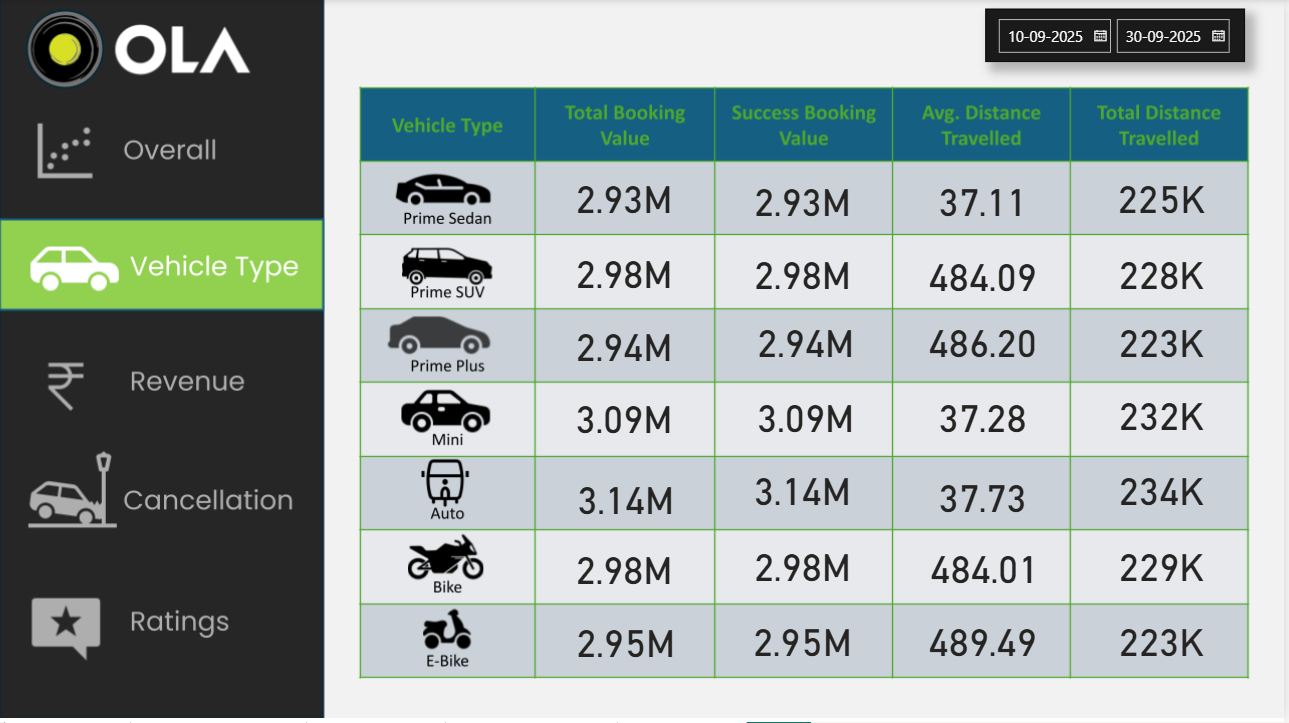 OLA
10-09-2025 30-09-2025
Overall
Vehicle Type
Revenue
Cancellation
Ratings
Vehicle Type
Total Booking
Value
Success Booking
Value
Avg. Distance
Travelled
Total Distance
Travelled
Prime Sedan 2.93M 2.93M 37.11 225K
Prime SUV 2.98M 2.98M 484.09 228K
Prime Plus 2.94M 2.94M 486.20 223K
Mini 3.09M 3.09M 37.28 232K
Auto 3.14M 3.14M 37.73 234K
Bike 2.98M 2.98M 484.01 229K
E-Bike 2.95M 2.95M 489.49 223K